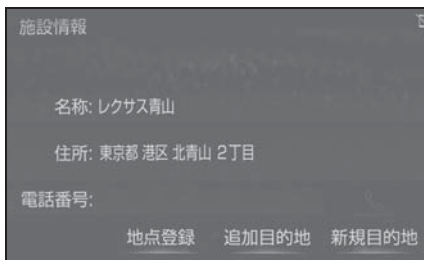 施設情報
名称: レクサス青山
住所: 東京都 港区 北青山 2丁目
電話番号:
地点登録 追加目的地 新規目的地